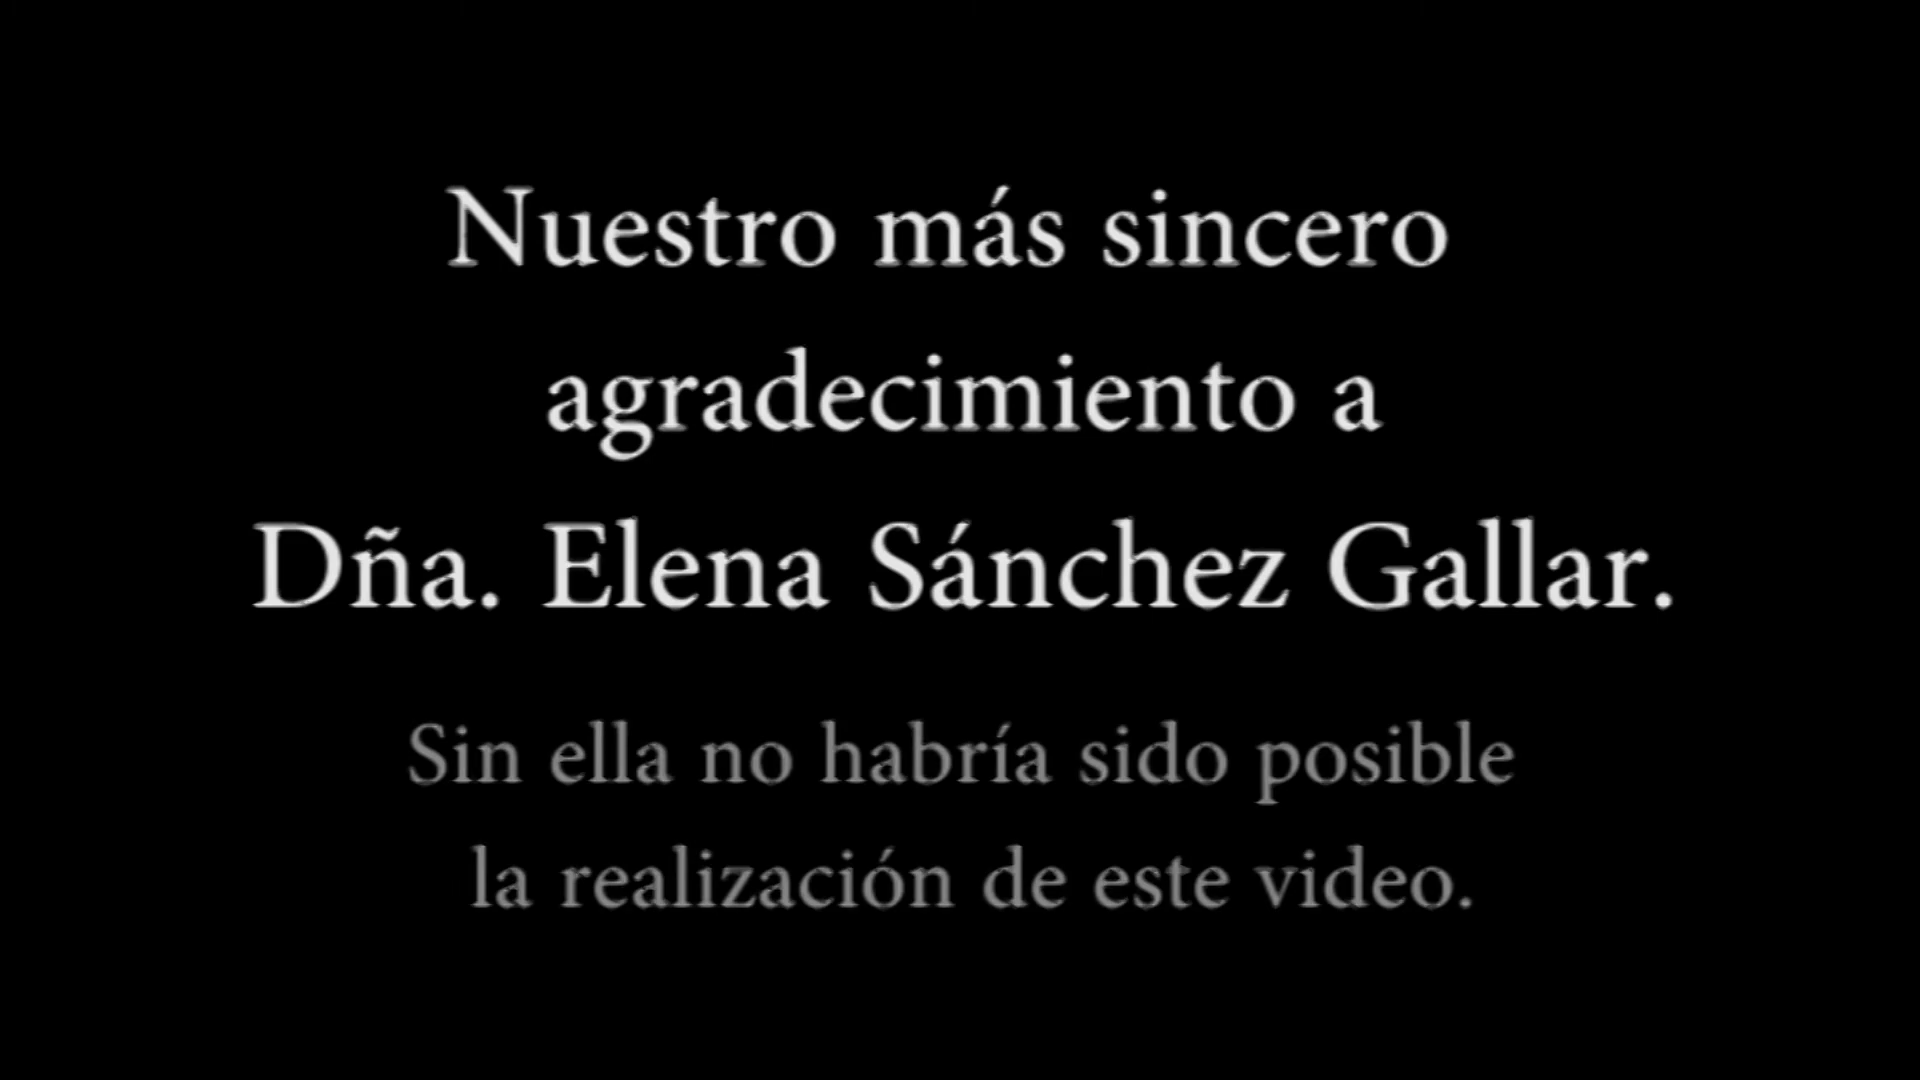 Nuestro más sincero
agradecimiento a
Dña. Elena Sánchez Gallar.
Sin ella no habría sido posible
la realización de este video.